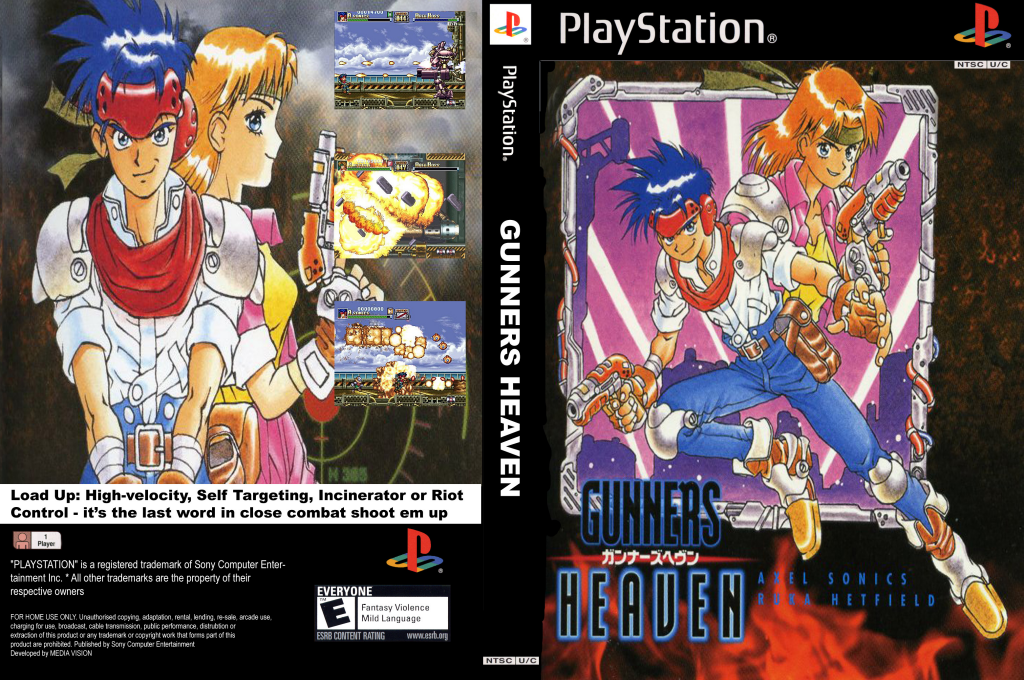 Load Up: High-velocity, Self Targeting, Incinerator or Riot
Control - it's the last word in close combat shoot em up
1
Player
"PLAYSTATION" is a registered trademark of Sony Computer Enter-
tainment Inc. * All other trademarks are the property of their
respective owners
FOR HOME USE ONLY. Unauthorised copying, adaptation, rental, lending, re-sale, arcade use,
charging for use, broadcast, cable transmission, public performance, distrubtion or
extraction of this product or any trademark or copyright work that forms part of this
product are prohibited. Published by Sony Computer Entertainment
Developed by MEDIA VISION
EVERYONE
E
TM
Fantasy Violence
Mild Language
ESRB CONTENT RATING www.esrb.org
PlayStation®
GUNNERS HEAVEN
NTSC U/C
PlayStation®
NTSC U/C
GUNNERS
ガンナーズヘヴン
HEAVEN
AXEL SONICS
RUKA HETFIELD